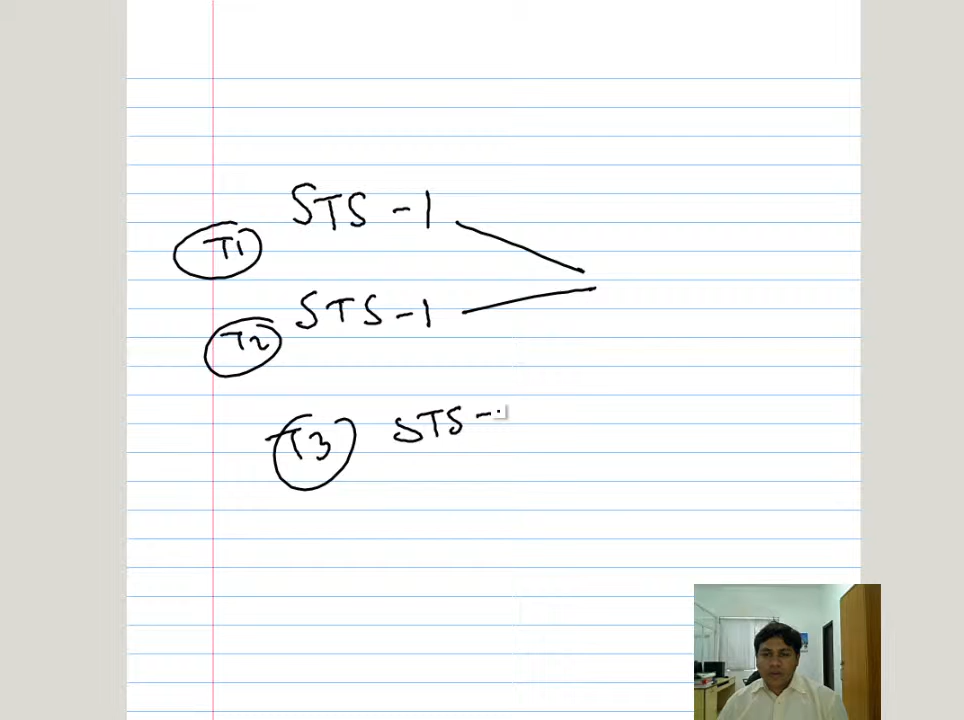 STS - 1
T1
STS - 1
T2
T3 STS -